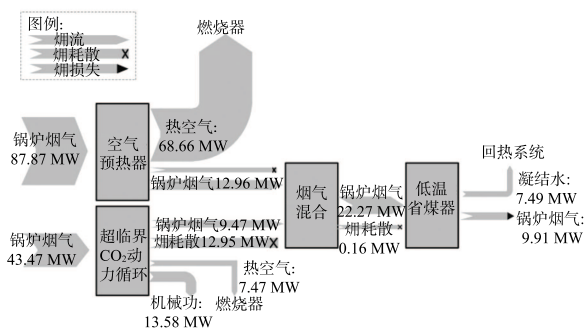 图例:
㶲流
㶲耗散
㶲损失
燃烧器
锅炉烟气
87.87 MW
空气
预热器
热空气:
68.66 MW
锅炉烟气12.96 MW
锅炉烟气
43.47 MW
超临界
CO2动
力循环
锅炉烟气9.47 MW
㶲耗散12.95 MW
热空气:
7.47 MW
机械功:
13.58 MW
燃烧器
烟气
混合
锅炉烟气
22.27 MW
㶲耗散
0.16 MW
低温
省煤器
回热系统
凝结水:
7.49 MW
锅炉烟气:
9.91 MW